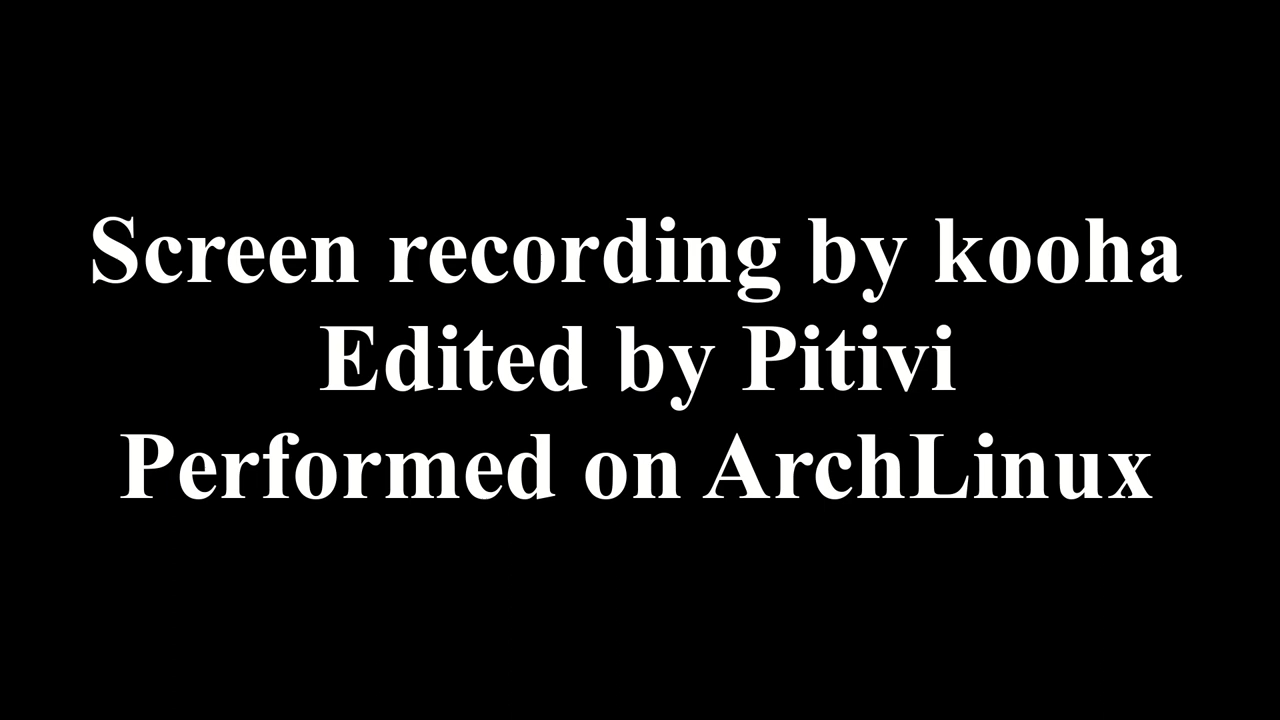 Screen recording by kooha
Edited by Pitivi
Performed on ArchLinux